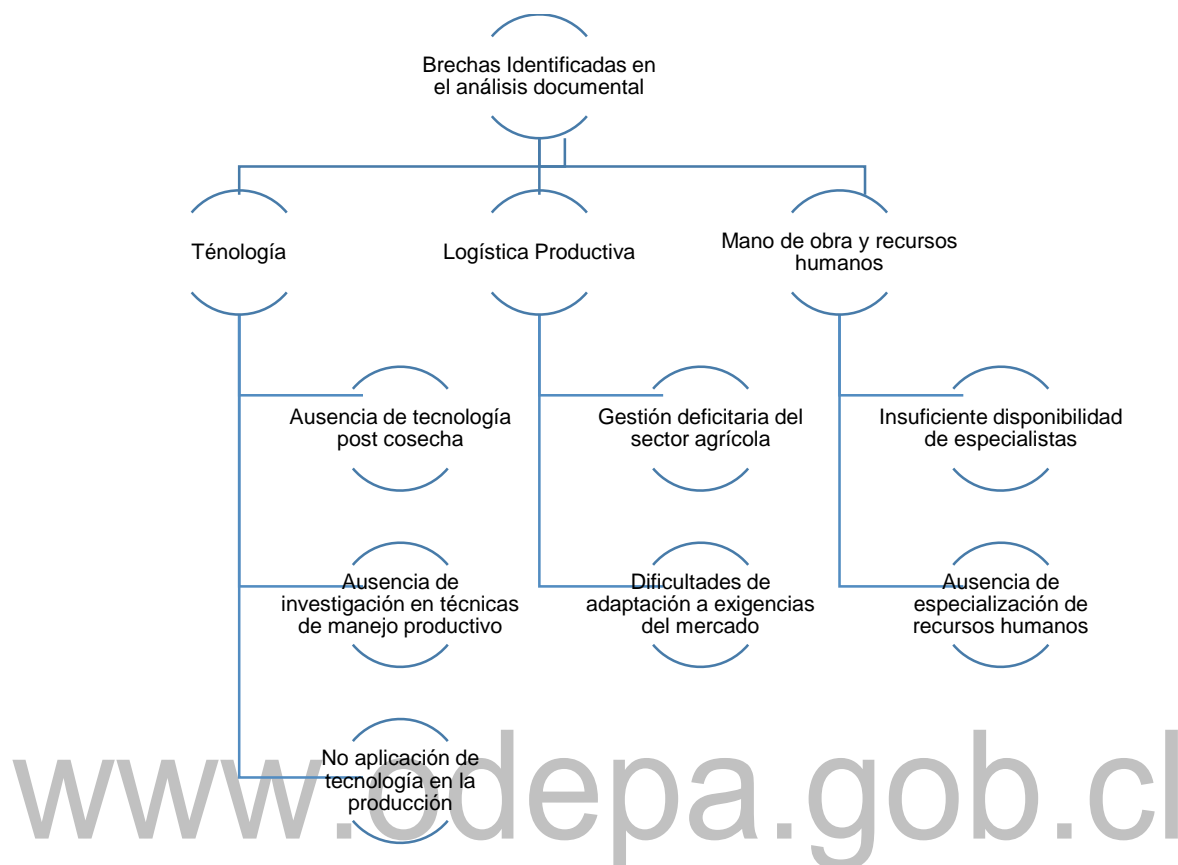 Brechas Identificadas en
el análisis documental
Ténología
Logística Productiva
Mano de obra y recursos
humanos
Ausencia de tecnología
post cosecha
Gestión deficitaria del
sector agrícola
Insuficiente disponibilidad
de especialistas
Ausencia de
investigación en técnicas
de manejo productivo
Dificultades de
adaptación a exigencias
del mercado
Ausencia de
especialización de
recursos humanos
No aplicación de
tecnología en la
producción
www.odepa.gob.cl